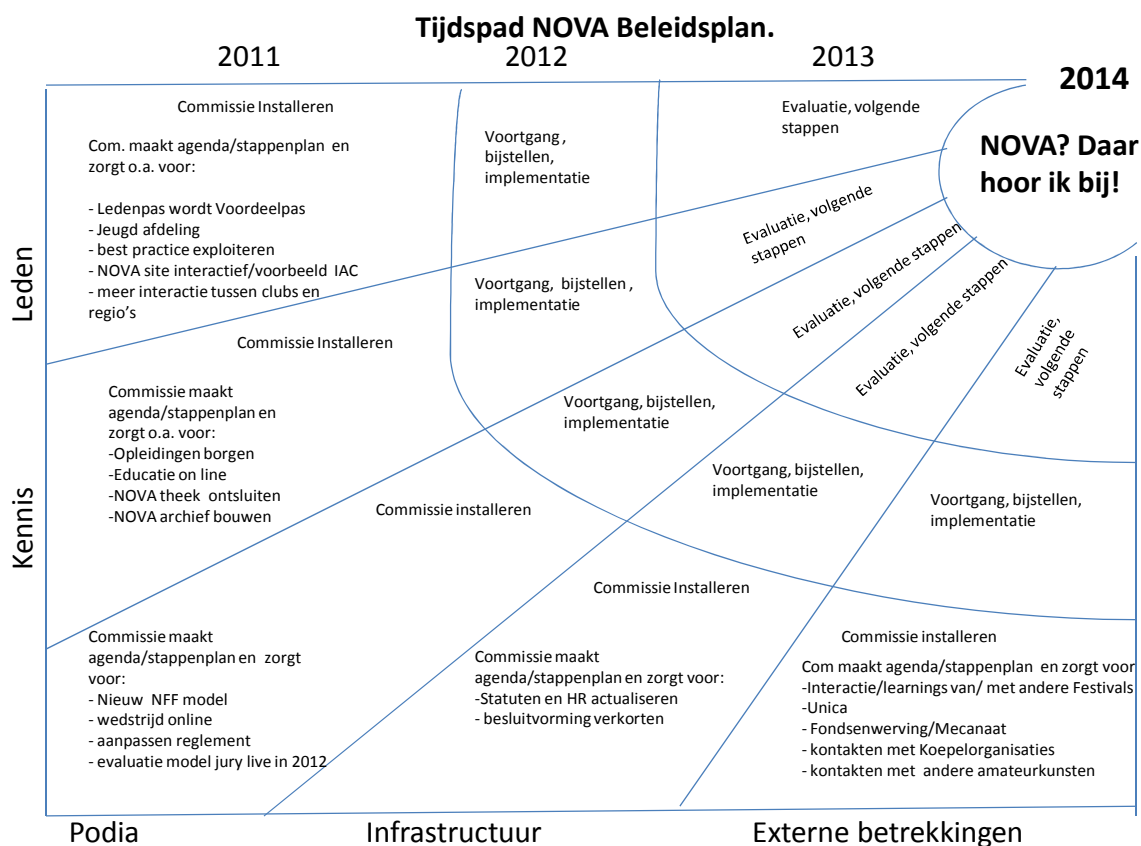 Tijdspad NOVA Beleidsplan.
2011
2012
2013
2014
NOVA? Daar
hoor ik bij!
Leden
Commissie Installeren
Com. maakt agenda/stappenplan en
zorgt o.a. voor:
- Ledenpas wordt Voordeelpas
- Jeugd afdeling
- best practice exploiteren
- NOVA site interactief/voorbeeld IAC
- meer interactie tussen clubs en
regio's
Voortgang ,
bijstellen,
implementatie
Evaluatie, volgende
stappen
Kennis
Commissie Installeren
Commissie maakt
agenda/stappenplan en
zorgt o.a. voor:
-Opleidingen borgen
-Educatie on line
-NOVA theek ontsluiten
-NOVA archief bouwen
Voortgang, bijstellen ,
implementatie
Evaluatie, volgende
stappen
Commissie installeren
Commissie maakt
agenda/stappenplan en zorgt
voor:
- Nieuw NFF model
- wedstrijd online
- aanpassen reglement
- evaluatie model jury live in 2012
Voortgang, bijstellen,
implementatie
Evaluatie, volgende stappen
Podia
Commissie Installeren
Commissie maakt
agenda/stappenplan en zorgt voor:
-Statuten en HR actualiseren
- besluitvorming verkorten
Voortgang, bijstellen,
implementatie
Evaluatie, volgende stappen
Infrastructuur
Commissie installeren
Com maakt agenda/stappenplan en zorgt voor
-Interactie/learnings van/ met andere Festivals
-Unica
- Fondsenwerving/Mecanaat
- kontakten met Koepelorganisaties
- kontakten met andere amateurkunsten
Voortgang, bijstellen,
implementatie
Evaluatie,
volgende
stappen
Externe betrekkingen